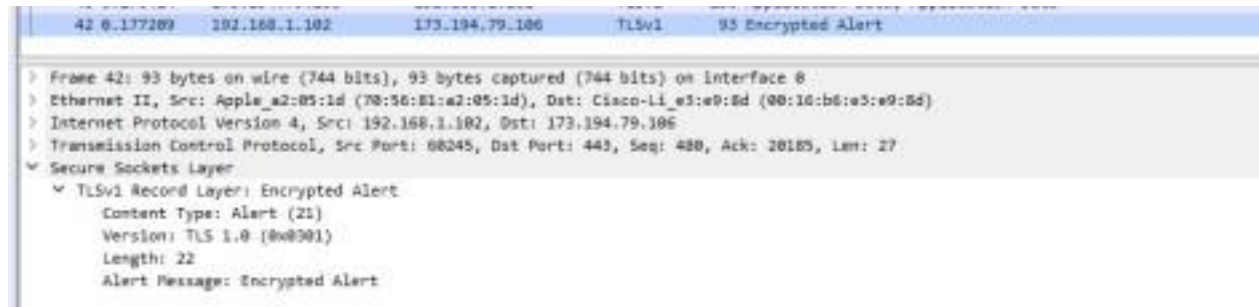 42 0.177209 192.168.1.102 173.194.79.106 TLSv1 93 Encrypted Alert
Frame 42: 93 bytes on wire (744 bits), 93 bytes captured (744 bits) on interface 0
Ethernet II, Src: Apple_a2:05:1d (70:56:81:a2:05:1d), Dst: Cisco-Li_e3:e9:8d (00:16:b6:e3:e9:8d)
Internet Protocol Version 4, Src: 192.168.1.102, Dst: 173.194.79.106
Transmission Control Protocol, Src Port: 60245, Dst Port: 443, Seq: 480, Ack: 20185, Len: 27
Secure Sockets Layer
TLSv1 Record Layer: Encrypted Alert
Content Type: Alert (21)
Version: TLS 1.0 (0x0301)
Length: 22
Alert Message: Encrypted Alert